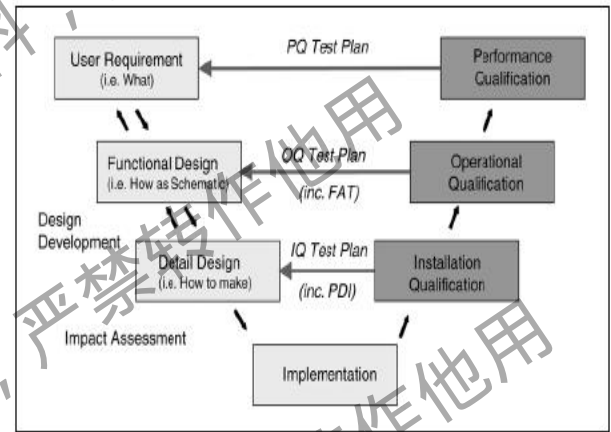 User Requirement
(i.e. What)
PQ Test Plan
Performance
Qualification
Functional Design
(i.e. How as Schematic)
OQ Test Plan
(inc. FAT)
Operational
Qualification
Design
Development
Detail Design
(i.e. How to make)
IQ Test Plan
(inc. PDI)
Installation
Qualification
Impact Assessment
Implementation
料，
，严禁转作他用
作他用